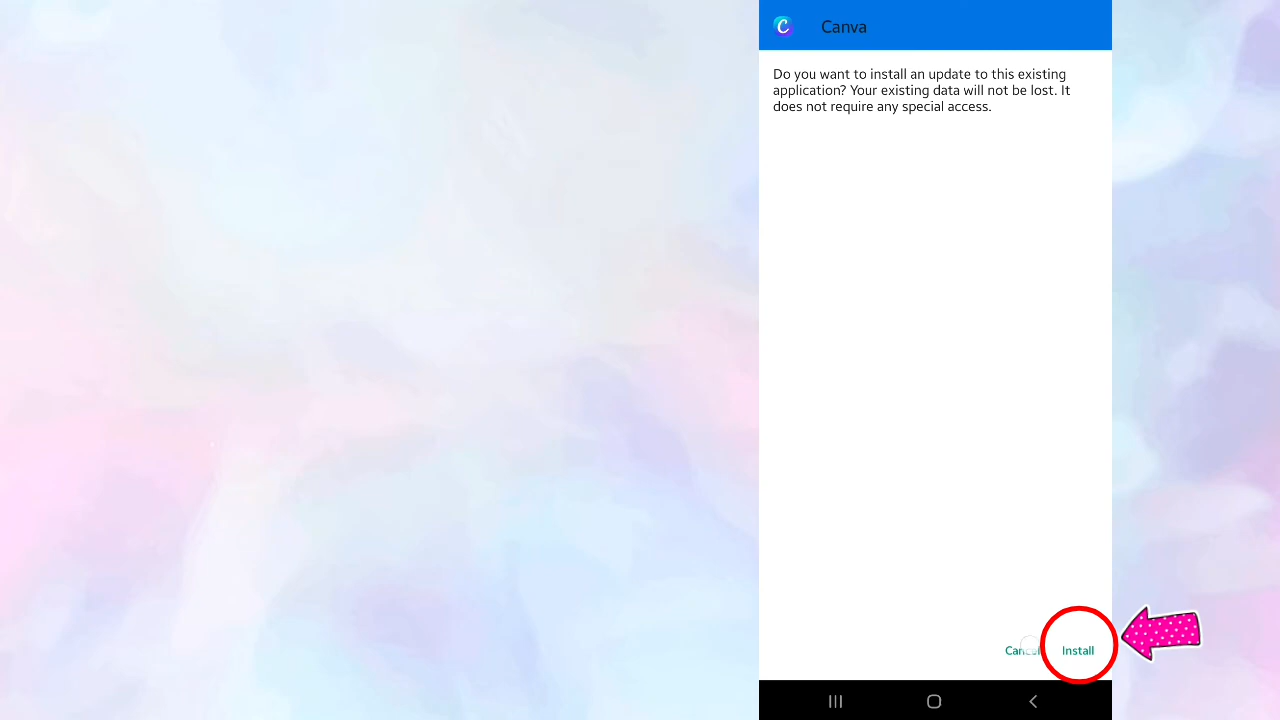 Canva
Do you want to install an update to this existing
application? Your existing data will not be lost. It
does not require any special access.
Cancel Install